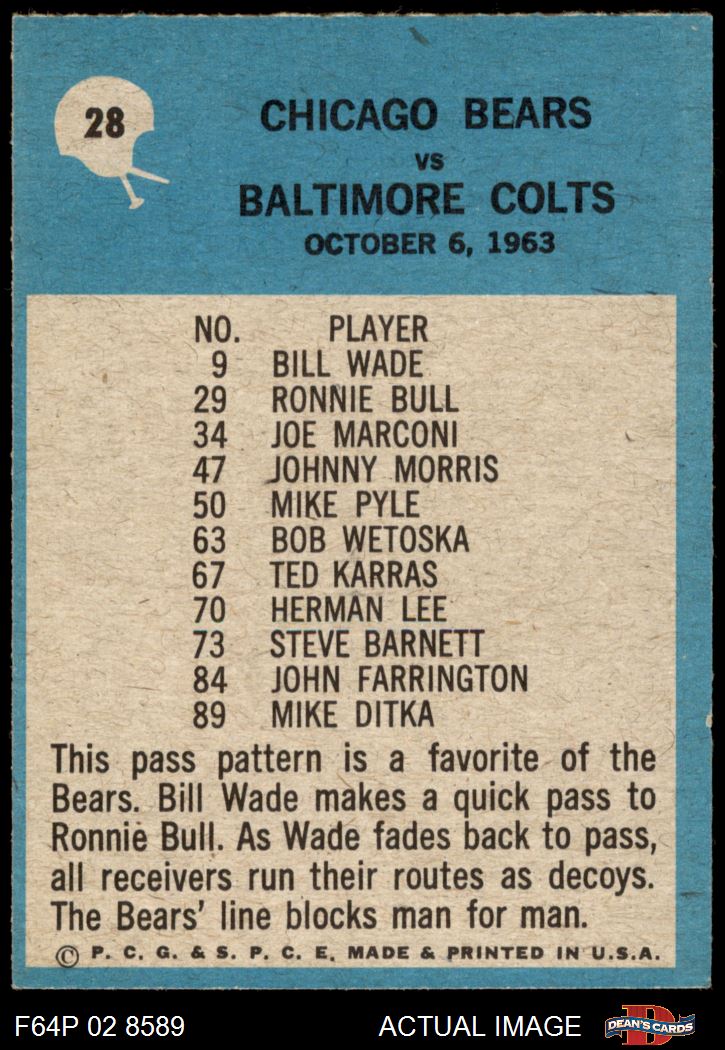 28
CHICAGO BEARS
VS
BALTIMORE COLTS
OCTOBER 6, 1963
NO. PLAYER
9 BILL WADE
29 RONNIE BULL
34 JOE MARCONI
47 JOHNNY MORRIS
50 MIKE PYLE
63 BOB WETOSKA
67 TED KARRAS
70 HERMAN LEE
73 STEVE BARNETT
84 JOHN FARRINGTON
89 MIKE DITKA
This pass pattern is a favorite of the
Bears. Bill Wade makes a quick pass to
Ronnie Bull. As Wade fades back to pass,
all receivers run their routes as decoys.
The Bears' line blocks man for man.
© P. C. G. & S. P. C. E. MADE & PRINTED IN U.S.A.
F64P 02 8589 ACTUAL IMAGE
D
DEAN'S CARDS